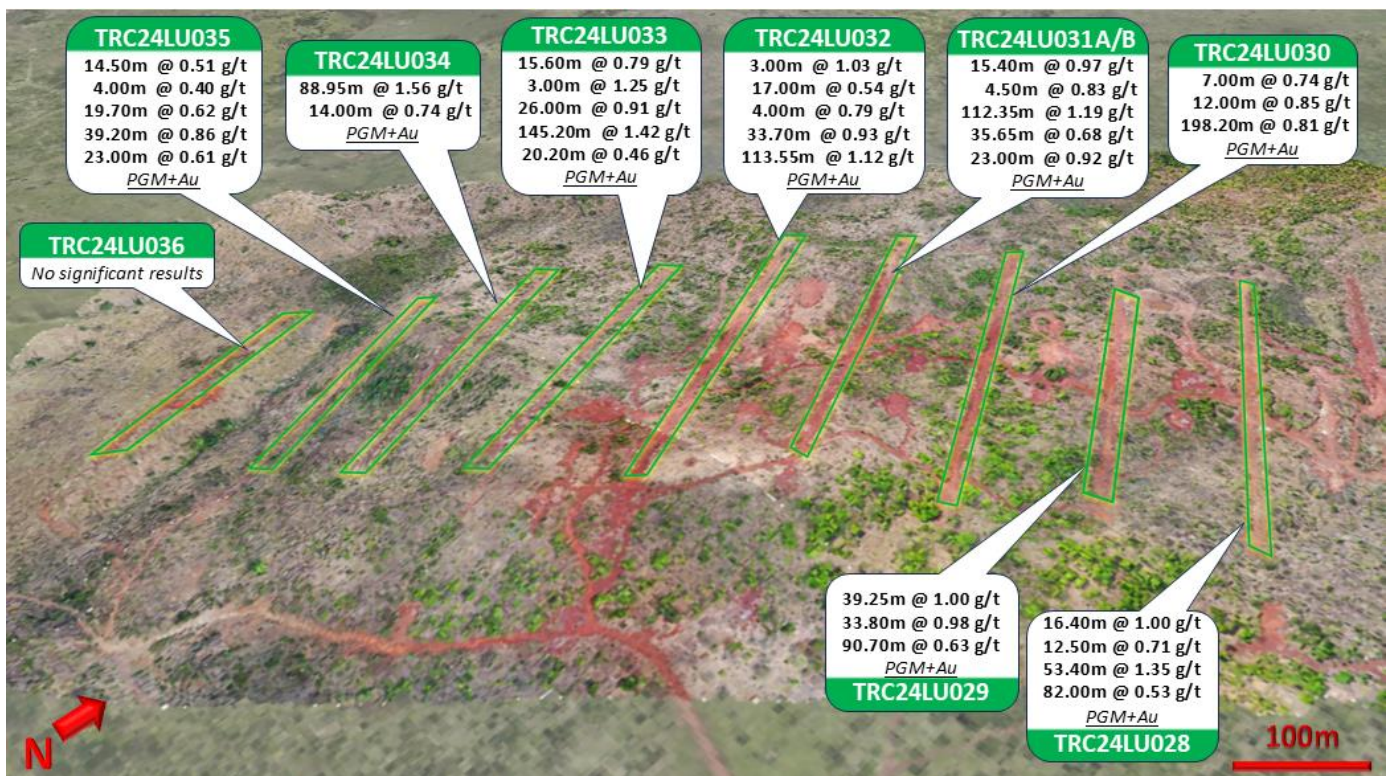 TRC24LU035
14.50m @ 0.51 g/t
4.00m @ 0.40 g/t
19.70m @ 0.62 g/t
39.20m @ 0.86 g/t
23.00m @ 0.61 g/t
PGM+Au
TRC24LU034
88.95m @ 1.56 g/t
14.00m @ 0.74 g/t
PGM+Au
TRC24LU033
15.60m @ 0.79 g/t
3.00m @ 1.25 g/t
26.00m @ 0.91 g/t
145.20m @ 1.42 g/t
20.20m @ 0.46 g/t
PGM+Au
TRC24LU032
3.00m @ 1.03 g/t
17.00m @ 0.54 g/t
4.00m @ 0.79 g/t
33.70m @ 0.93 g/t
113.55m @ 1.12 g/t
PGM+Au
TRC24LU031A/B
15.40m @ 0.97 g/t
4.50m @ 0.83 g/t
112.35m @ 1.19 g/t
35.65m @ 0.68 g/t
23.00m @ 0.92 g/t
PGM+Au
TRC24LU030
7.00m @ 0.74 g/t
12.00m @ 0.85 g/t
198.20m @ 0.81 g/t
PGM+Au
TRC24LU036
No significant results
39.25m @ 1.00 g/t
33.80m @ 0.98 g/t
90.70m @ 0.63 g/t
PGM+Au
TRC24LU029
16.40m @ 1.00 g/t
12.50m @ 0.71 g/t
53.40m @ 1.35 g/t
82.00m @ 0.53 g/t
PGM+Au
TRC24LU028
N
100m